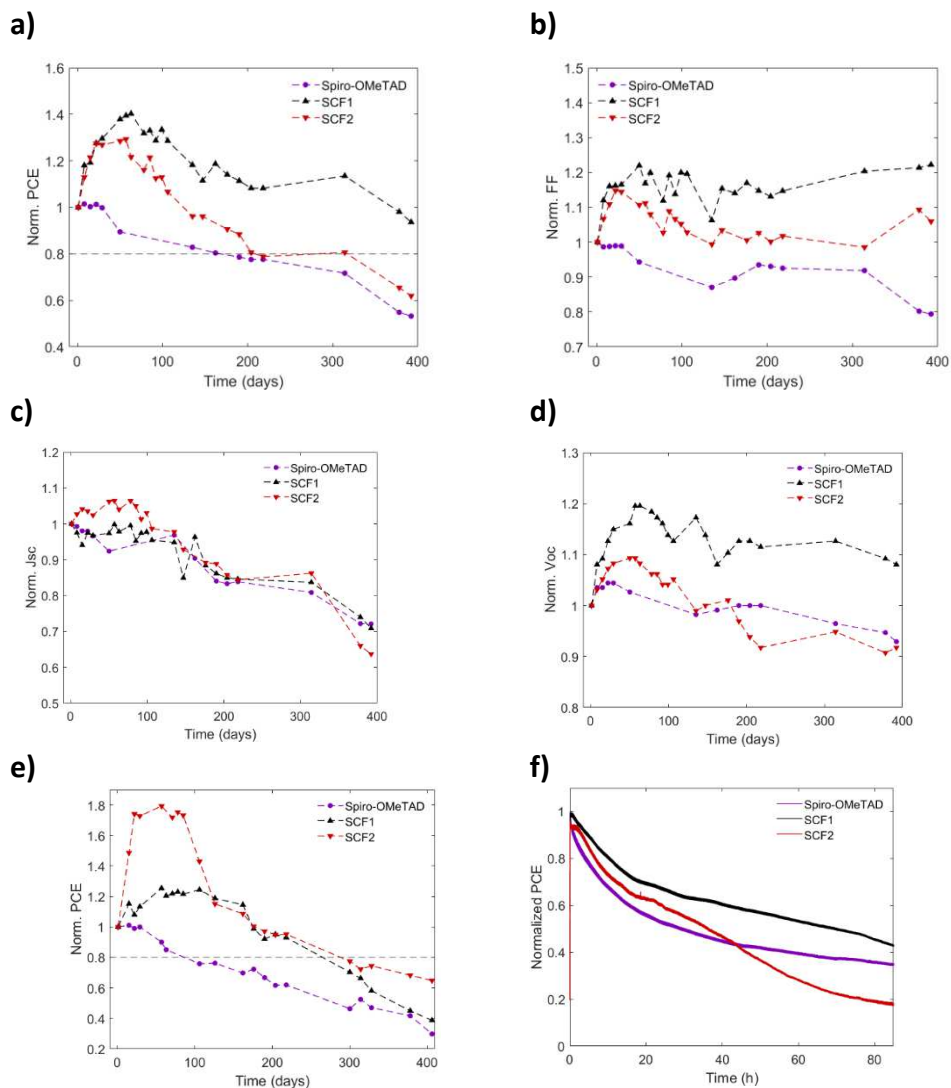 a)
Norm. PCE
1.6
1.4
1.2
1
0.8
0.6
0.4
0
100
200
300
400
Time (days)
Spiro-OMeTAD
SCF1
SCF2
b)
Norm. FF
1.5
1.4
1.3
1.2
1.1
1
0.9
0.8
0.7
0
100
200
300
400
Time (days)
Spiro-OMeTAD
SCF1
SCF2
c)
Norm. Jsc
1.2
1.1
1
0.9
0.8
0.7
0.6
0.5
0
100
200
300
400
Time (days)
Spiro-OMeTAD
SCF1
SCF2
d)
Norm. Voc
1.3
1.2
1.1
1
0.9
0.8
0
100
200
300
400
Time (days)
Spiro-OMeTAD
SCF1
SCF2
e)
Norm. PCE
1.8
1.6
1.4
1.2
1
0.8
0.6
0.4
0.2
0
100
200
300
400
Time (days)
Spiro-OMeTAD
SCF1
SCF2
f)
Normalized PCE
1
0.8
0.6
0.4
0.2
0
0
20
40
60
80
Time (h)
Spiro-OMeTAD
SCF1
SCF2